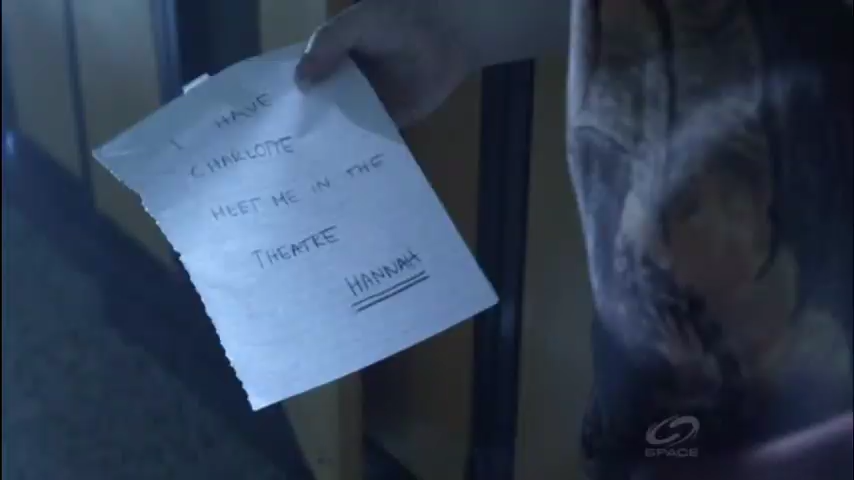 I HAVE
CHARLOTTE
MEET ME IN THE
THEATRE
HANNAH
SPACE